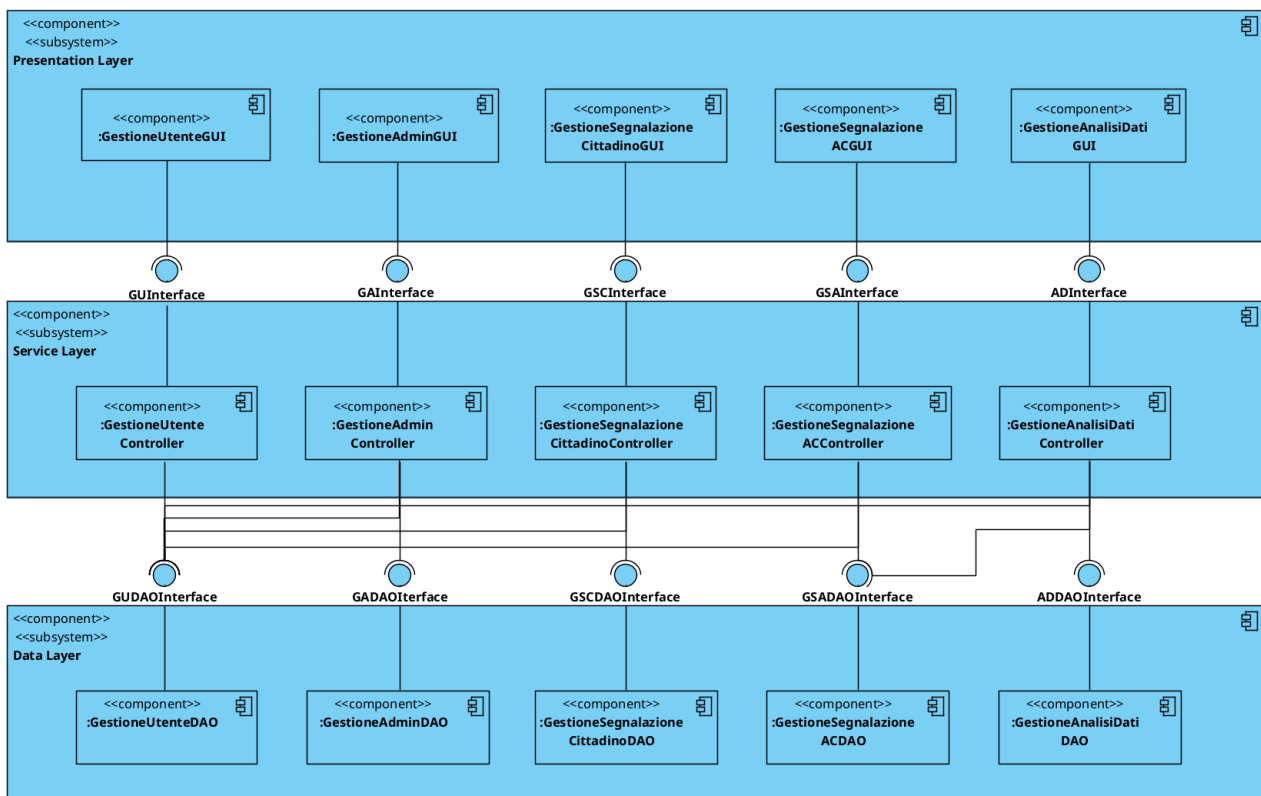 <<component>>
<<subsystem>>
Presentation Layer
<<component>>
:GestioneUtenteGUI
<<component>>
:GestioneAdminGUI
<<component>>
:GestioneSegnalazione
CittadinoGUI
<<component>>
:GestioneSegnalazione
ACGUI
<<component>>
:GestioneAnalisiDati
GUI
GUInterface
GAInterface
GSCInterface
GSAInterface
ADInterface
<<component>>
<<subsystem>>
Service Layer
<<component>>
:GestioneUtente
Controller
<<component>>
:GestioneAdmin
Controller
<<component>>
:GestioneSegnalazione
CittadinoController
<<component>>
:GestioneSegnalazione
ACController
<<component>>
:GestioneAnalisiDati
Controller
GUDAOInterface
GADAOIterface
GSCDAOInterface
GSADAOInterface
ADDAOInterface
<<component>>
<<subsystem>>
Data Layer
<<component>>
:GestioneUtenteDAO
<<component>>
:GestioneAdminDAO
<<component>>
:GestioneSegnalazione
CittadinoDAO
<<component>>
:GestioneSegnalazione
ACDAO
<<component>>
:GestioneAnalisiDati
DAO